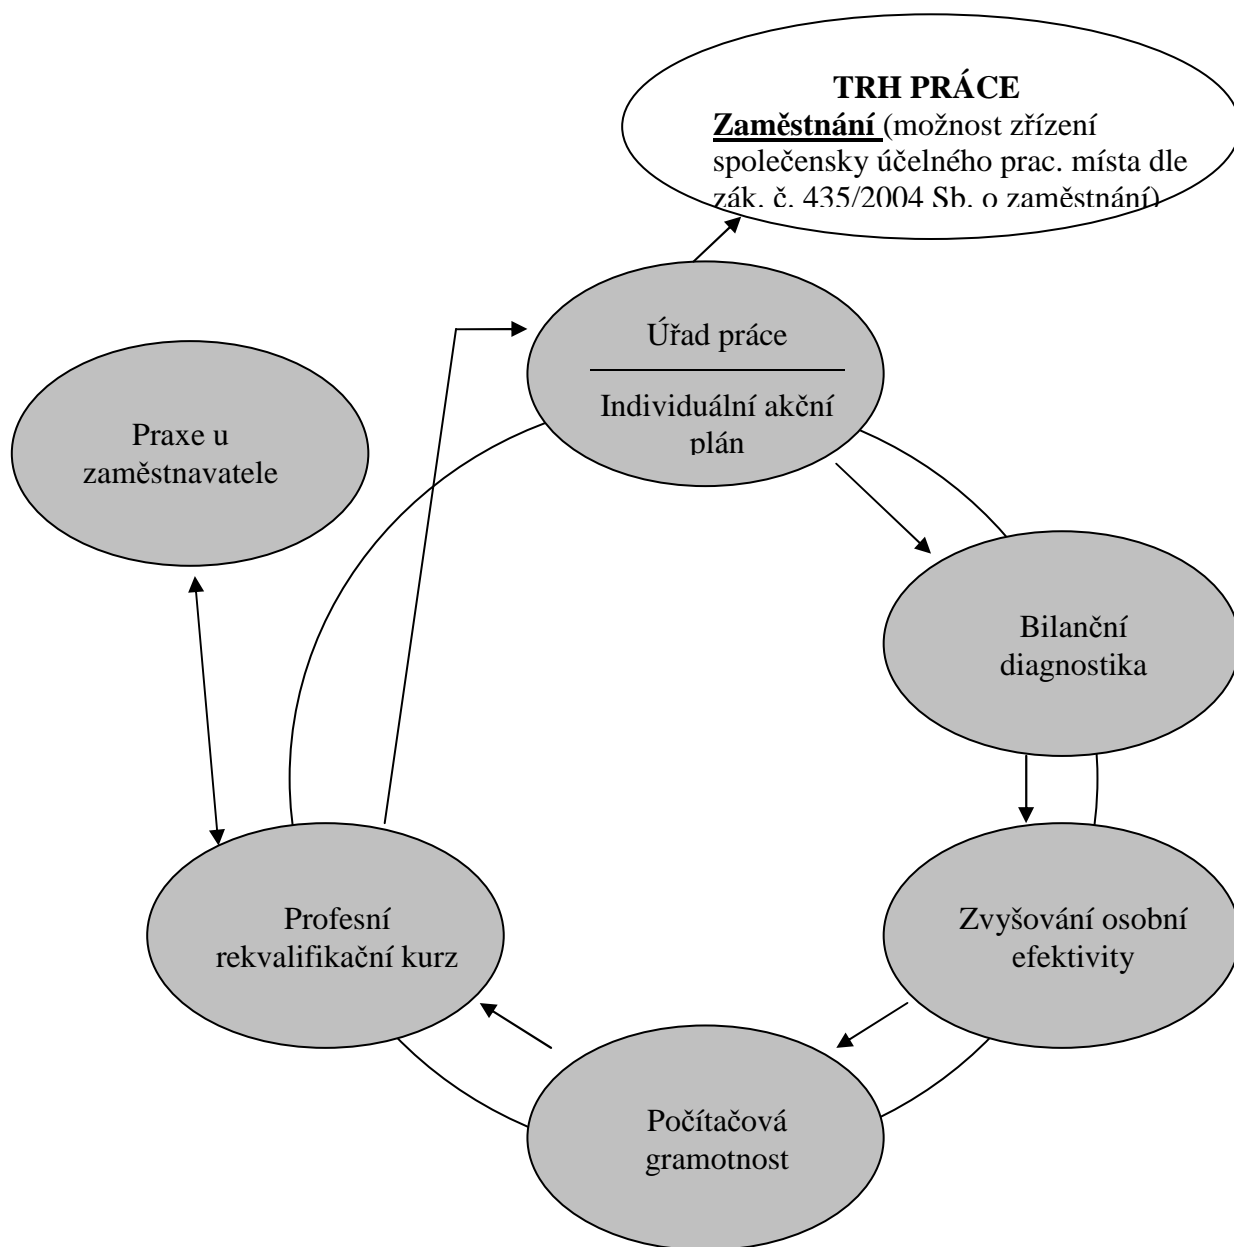 TRH PRÁCE
Zaměstnání (možnost zřízení
společensky účelného prac. místa dle
zák. č. 435/2004 Sb. o zaměstnání)
Úřad práce
Individuální akční
plán
Praxe u
zaměstnavatele
Bilanční
diagnostika
Profesní
rekvalifikační kurz
Zvyšování osobní
efektivity
Počítačová
gramotnost